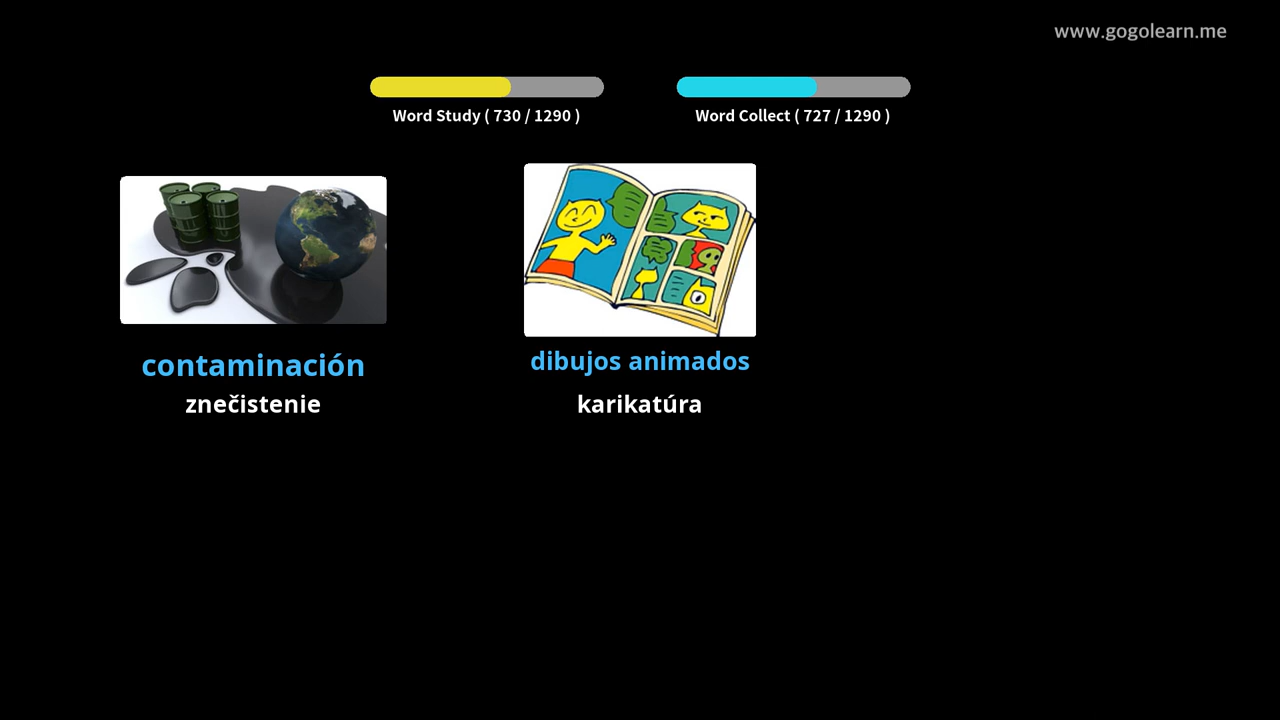 www.gogolearn.me
Word Study ( 730 / 1290 )
Word Collect ( 727 / 1290 )
contaminación
znečistenie
dibujos animados
karikatúra